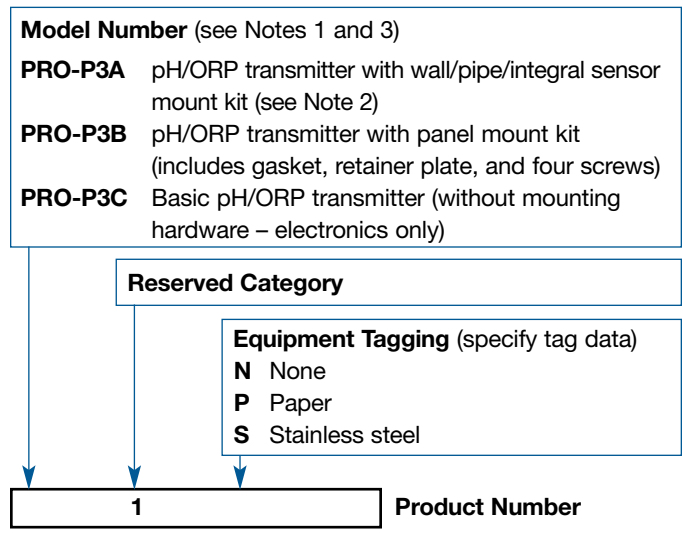 Model Number (see Notes 1 and 3)
PRO-P3A pH/ORP transmitter with wall/pipe/integral sensor
mount kit (see Note 2)
PRO-P3B pH/ORP transmitter with panel mount kit
(includes gasket, retainer plate, and four screws)
PRO-P3C Basic pH/ORP transmitter (without mounting
hardware – electronics only)
Reserved Category
Equipment Tagging (specify tag data)
N None
P Paper
S Stainless steel
1 Product Number